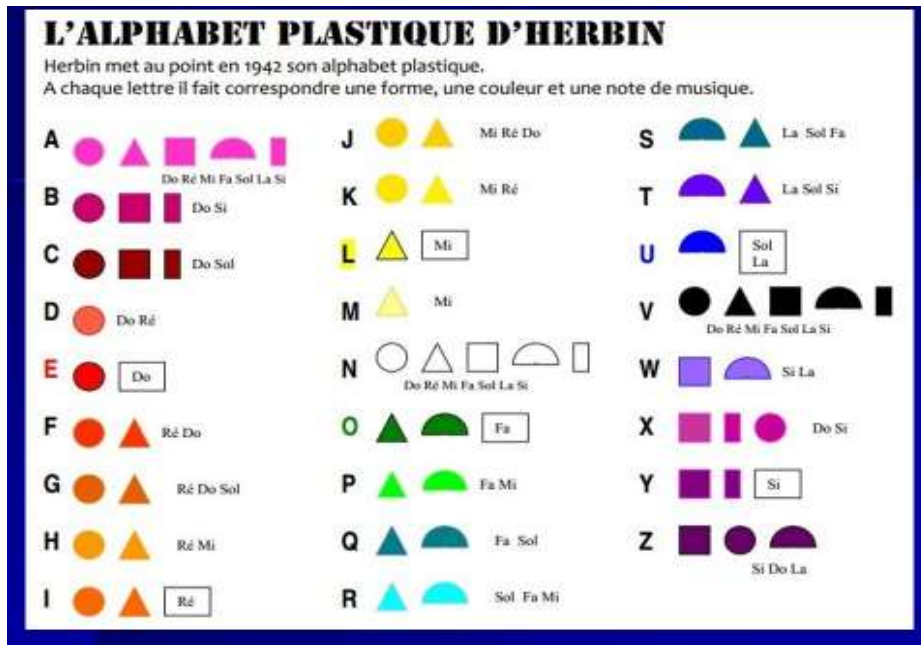 L'ALPHABET PLASTIQUE D'HERBIN
Herbin met au point en 1942 son alphabet plastique.
A chaque lettre il fait correspondre une forme, une couleur et une note de musique.
A
Do Ré Mi Fa Sol La Si
B Do Si
C Do Sol
D Do Ré
E Do
F Ré Do
G Ré Do Sol
H Ré Mi
I Ré
J Mi Ré Do
K Mi Ré
L Mi
M Mi
N
Do Ré Mi Fa Sol La Si
O Fa
P Fa Mi
Q Fa Sol
R Sol Fa Mi
S La Sol Fa
T La Sol Si
U Sol
La
V
Do Ré Mi Fa Sol La Si
W Si La
X Do Si
Y Si
Z
Si Do La